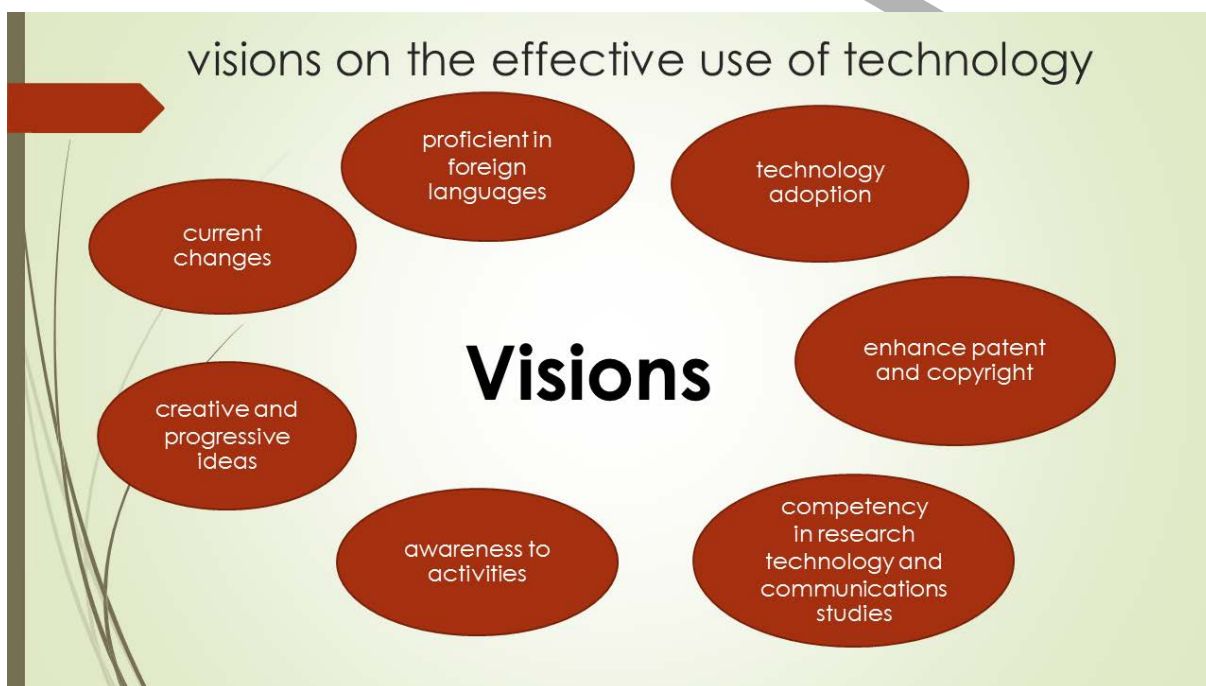 visions on the effective use of technology
proficient in
foreign
languages
technology
adoption
current
changes
enhance patent
and copyright
Visions
creative and
progressive
ideas
competency
in research
technology and
communications
studies
awareness to
activities